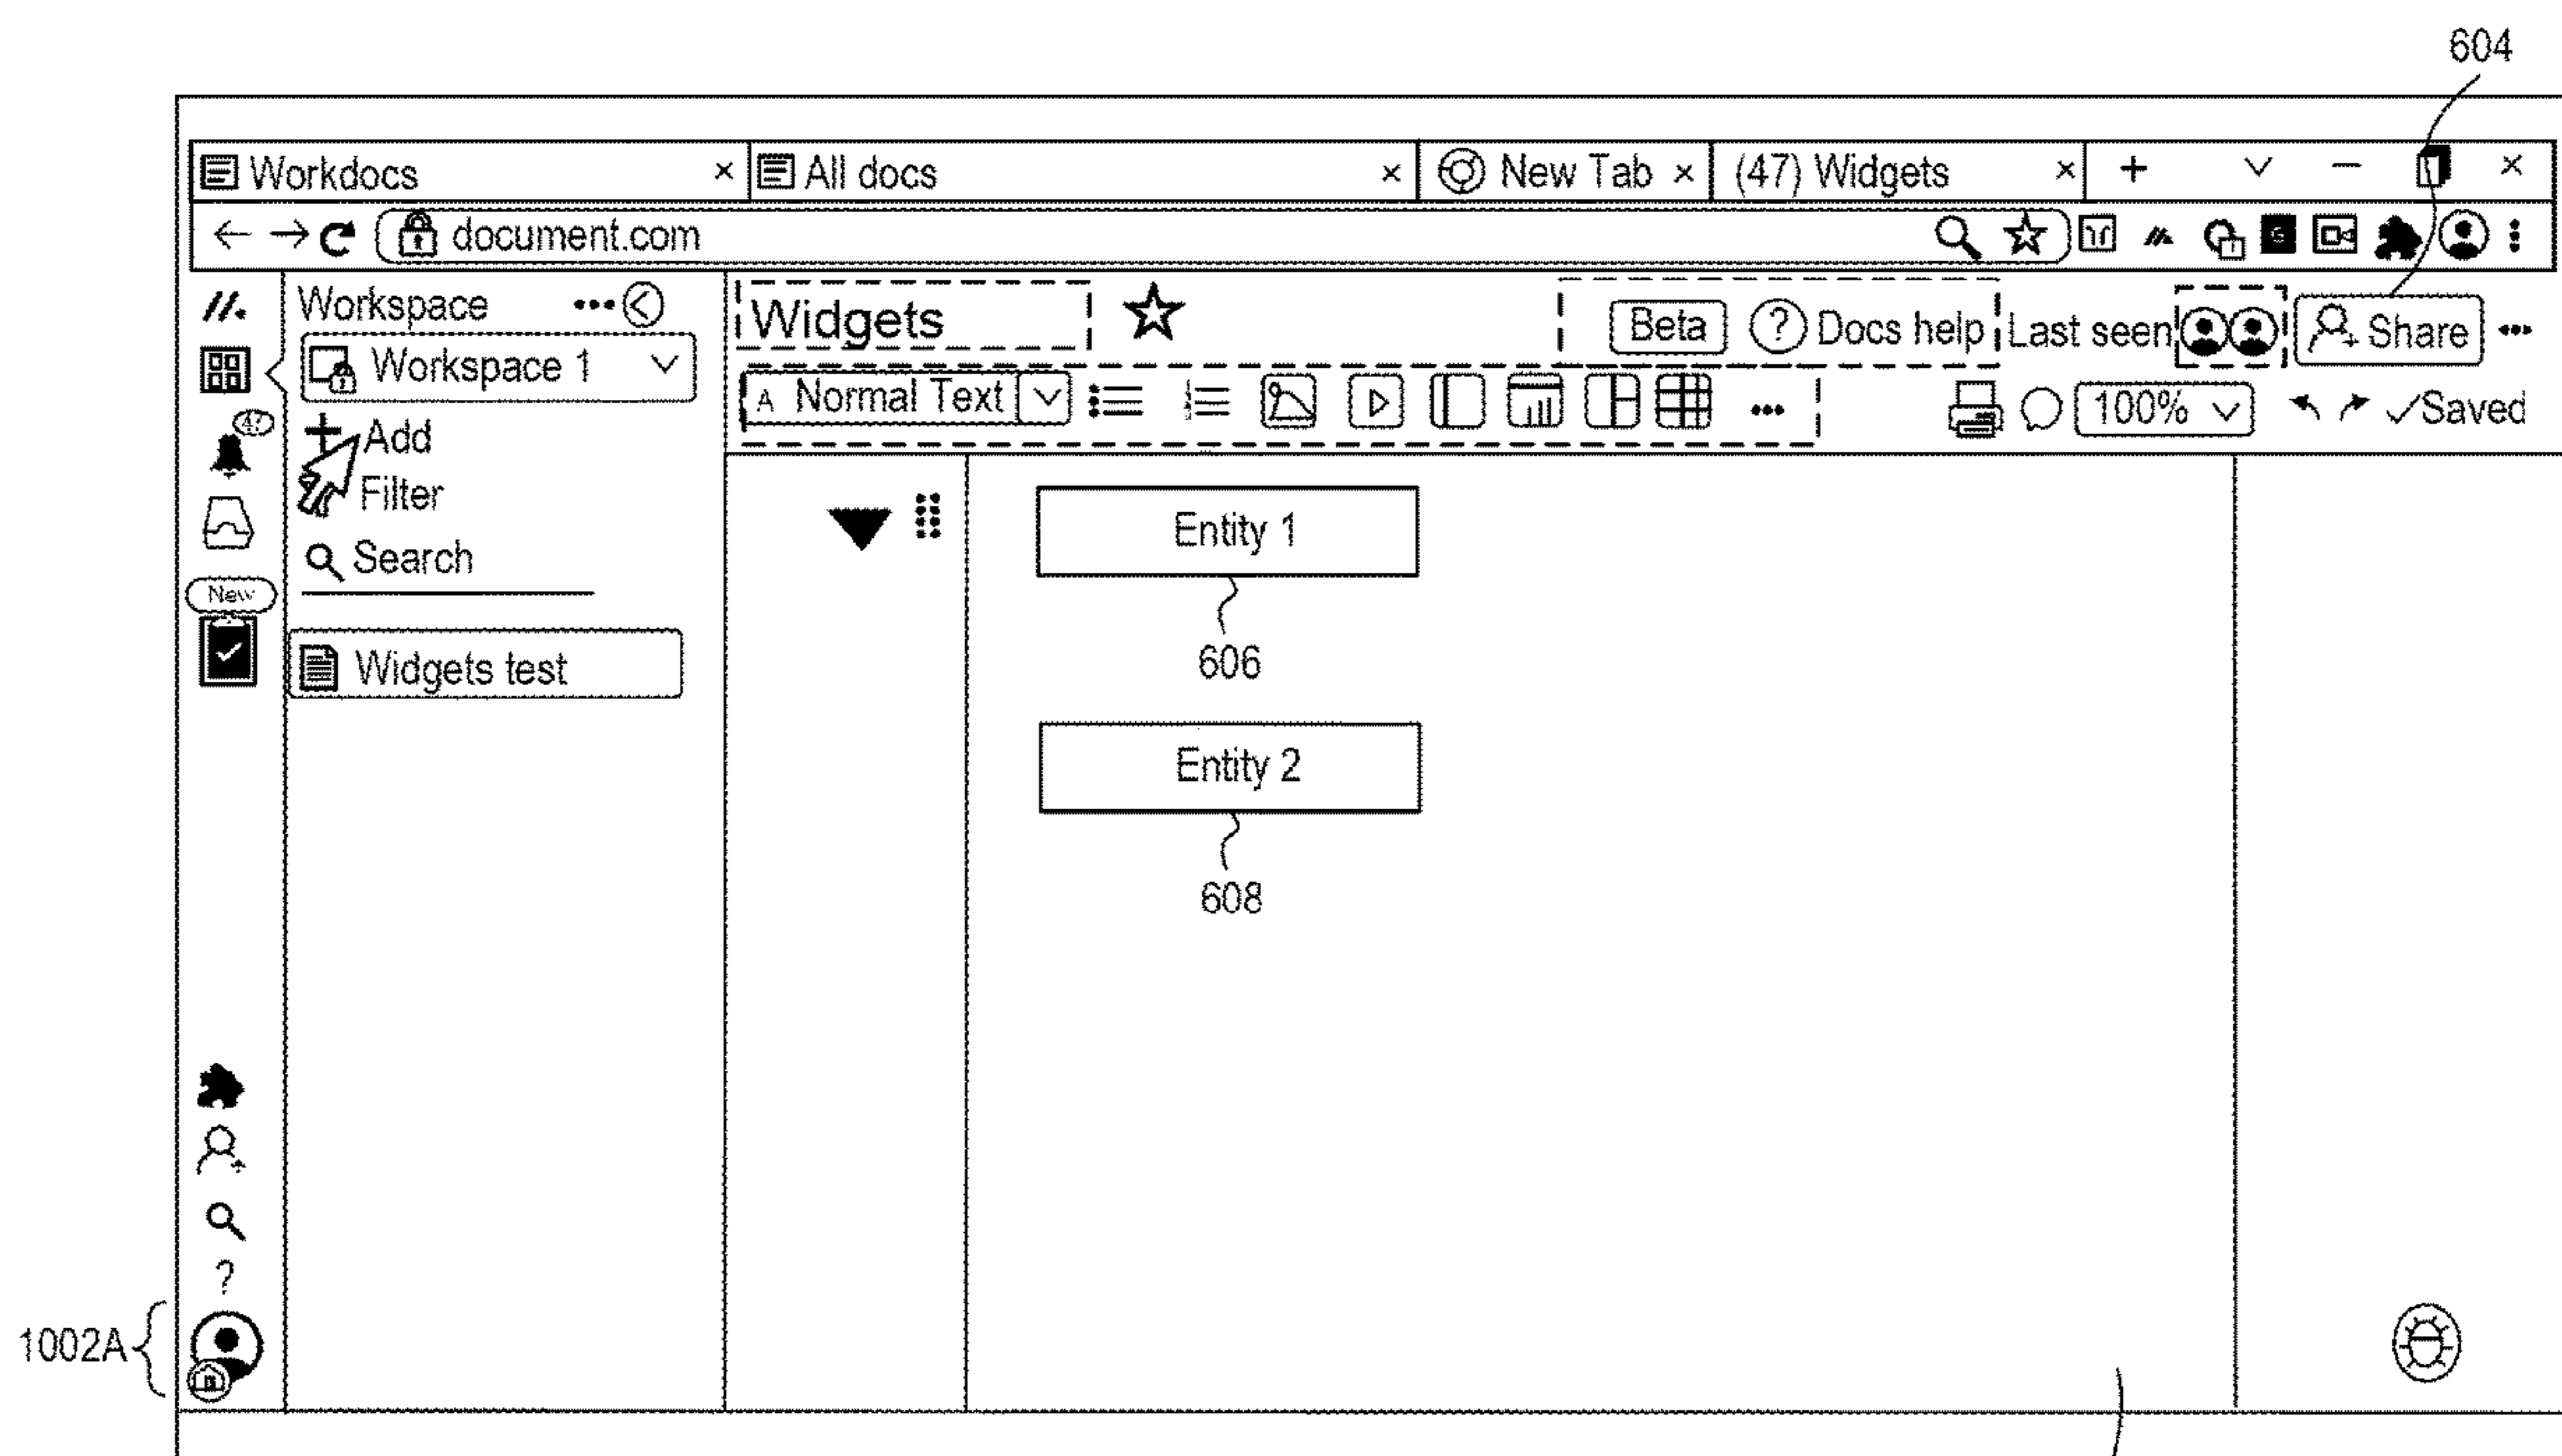 604
Workdocs × All docs × New Tab × (47) Widgets × + ×
document.com
Workspace
Widgets
Beta ? Docs help Last seen Share
Workspace 1
A Normal Text
100% Saved
47
Add
Filter
Search
New
Widgets test
Entity 1
606
Entity 2
608
?
1002A